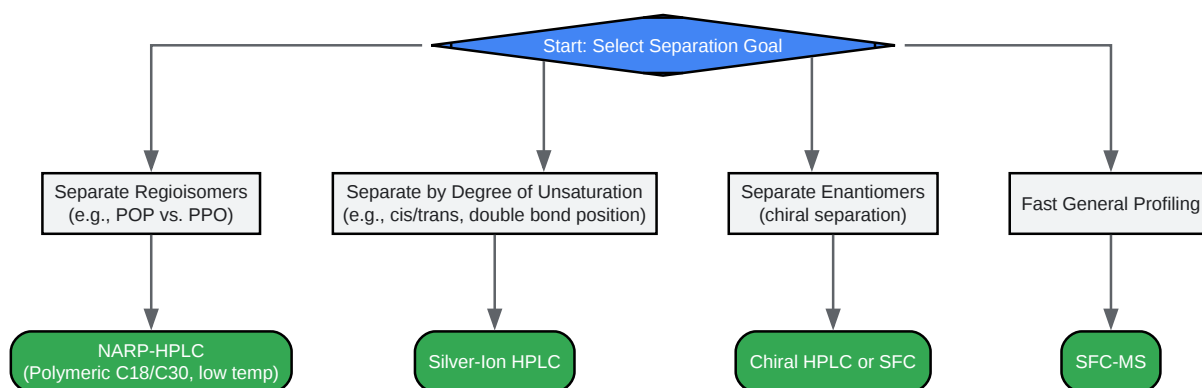 Start: Select Separation Goal
Separate Regioisomers
(e.g., POP vs. PPO)
Separate by Degree of Unsaturation
(e.g., cis/trans, double bond position)
Separate Enantiomers
(chiral separation)
Fast General Profiling
NARP-HPLC
(Polymeric C18/C30, low temp)
Silver-Ion HPLC
Chiral HPLC or SFC
SFC-MS